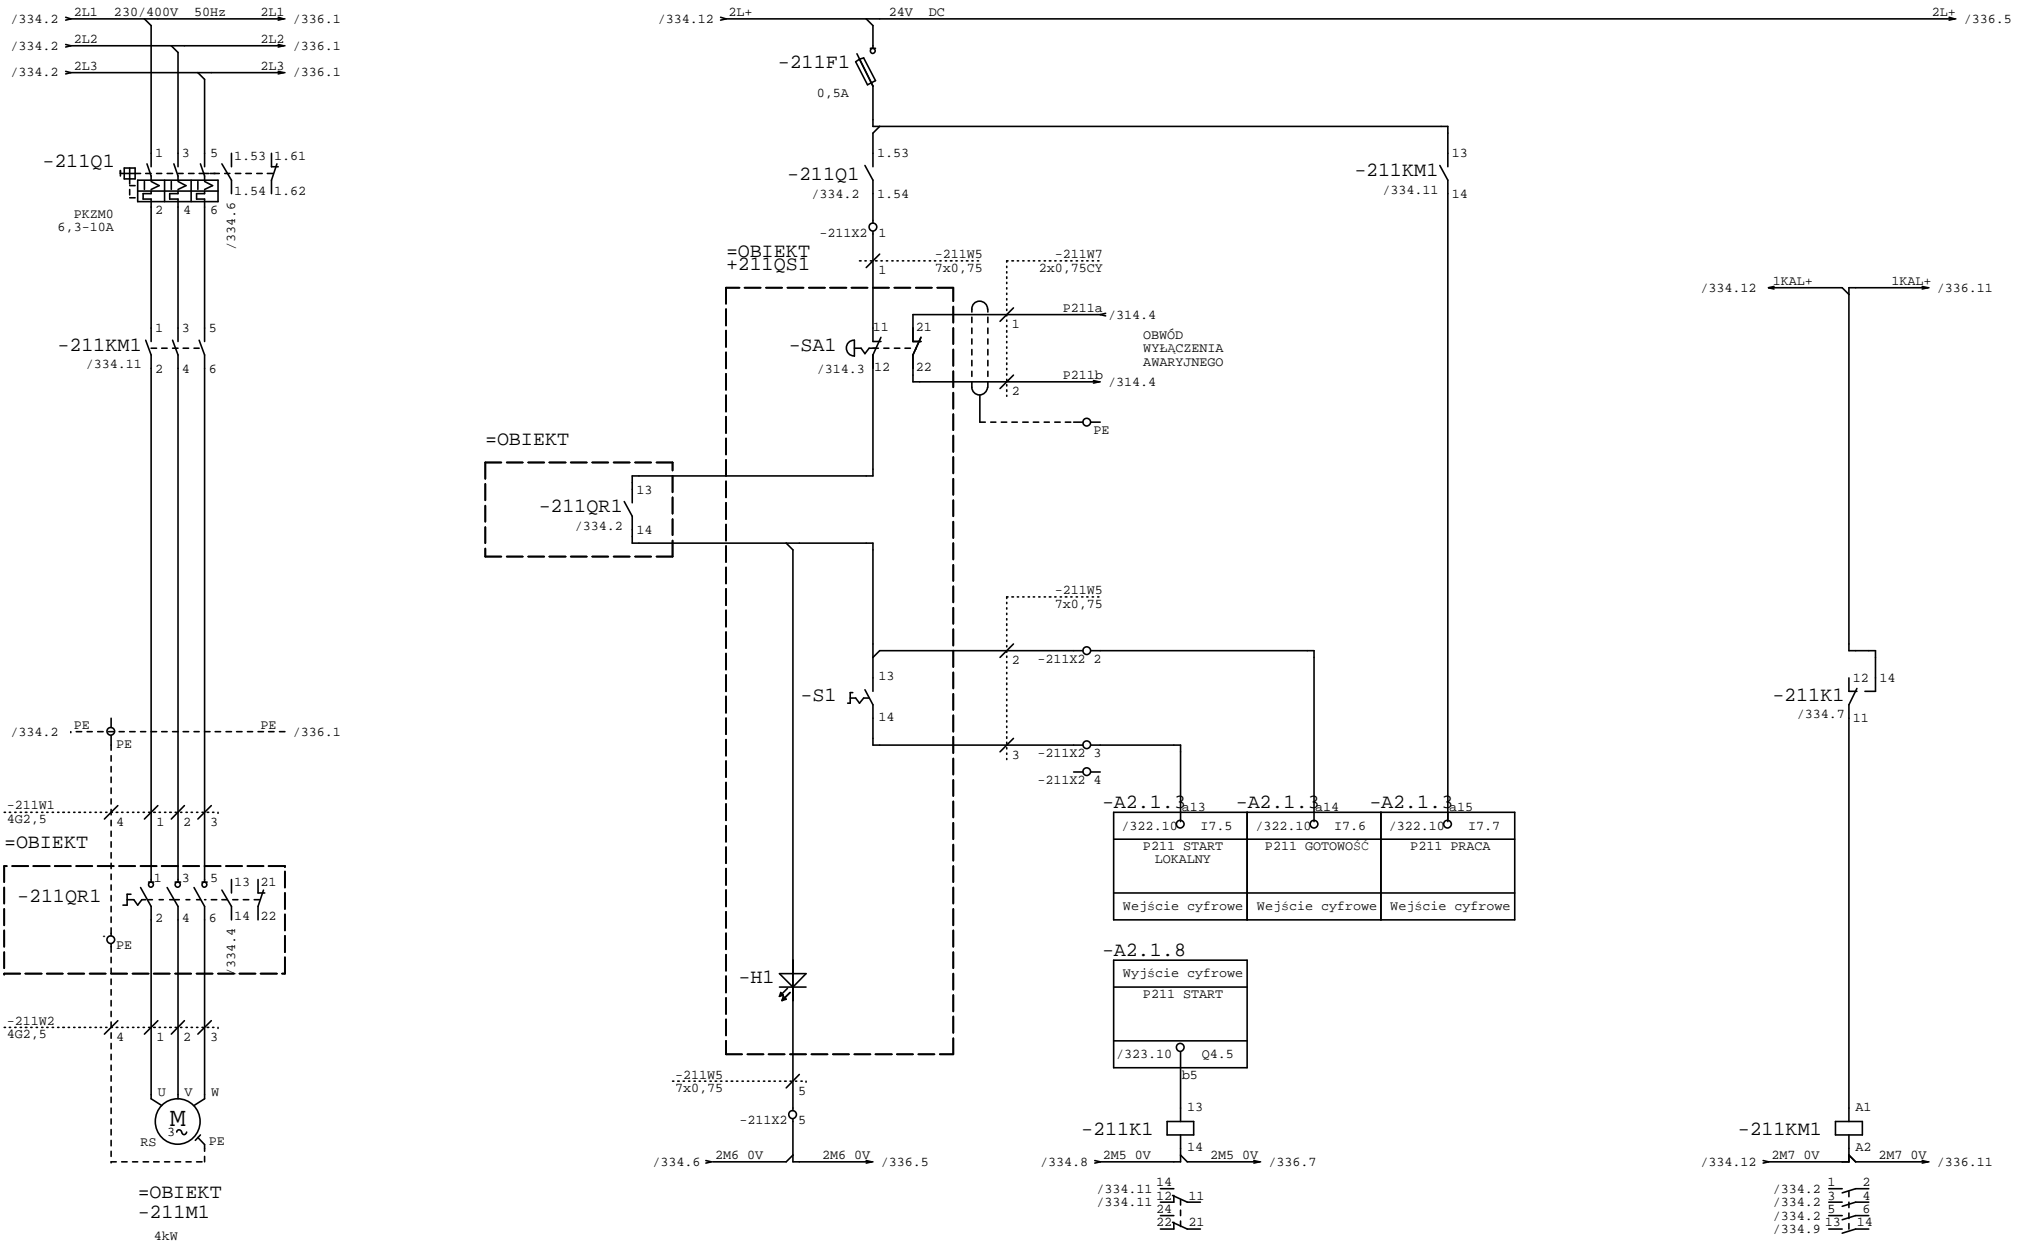 /334.2 2L1 230/400V 50Hz 2L1 /336.1
/334.2 2L2 2L2 /336.1
/334.2 2L3 2L3 /336.1
-211Q1
1 3 5 1.53 1.61
2 4 6 1.54 1.62
PKZM0
6,3-10A
/334.6
-211KM1
/334.11
1 3 5
2 4 6
/334.2 PE PE /336.1
PE
-211W1
4G2,5
4 1 2 3
=OBIEKT
-211QR1
1 3 5 13 21
2 4 6 14 22
PE
/334.4
-211W2
4G2,5
4 1 2 3
U V W
M
3~
RS PE
=OBIEKT
-211M1
4kW
/334.12 2L+ 24V DC 2L+ /336.5
-211F1
0,5A
1.53
-211Q1
/334.2 1.54
-211X2 1
=OBIEKT
+211QS1
-211W5
7x0,75
1
-211W7
2x0,75CY
P211a /314.4
1
OBWÓD
WYŁĄCZENIA
AWARYJNEGO
11 21
-SA1
/314.3 12 22
P211b /314.4
2
PE
=OBIEKT
13
-211QR1
/334.2 14
-211W5
7x0,75
2 -211X2 2
13
-S1
14
3 -211X2 3
-211X2 4
13
-211KM1
/334.11 14
-A2.1.3 a13 -A2.1.3 a14 -A2.1.3 a15
/322.10 I7.5 /322.10 I7.6 /322.10 I7.7
P211 START
LOKALNY
P211 GOTOWOŚĆ
P211 PRACA
Wejście cyfrowe Wejście cyfrowe Wejście cyfrowe
-A2.1.8
Wyjście cyfrowe
P211 START
/323.10 Q4.5
b5
-H1
-211W5
7x0,75
5
-211X2 5
/334.6 2M6 0V 2M6 0V /336.5
13
-211K1
14
/334.8 2M5 0V 2M5 0V /336.7
14
/334.11
/334.11 12 11
24
22 21
/334.12 1KAL+ 1KAL+ /336.11
12 14
-211K1
/334.7 11
A1
-211KM1
A2
/334.12 2M7 0V 2M7 0V /336.11
/334.2 1 2
/334.2 3 4
/334.2 5 6
/334.9 13 14